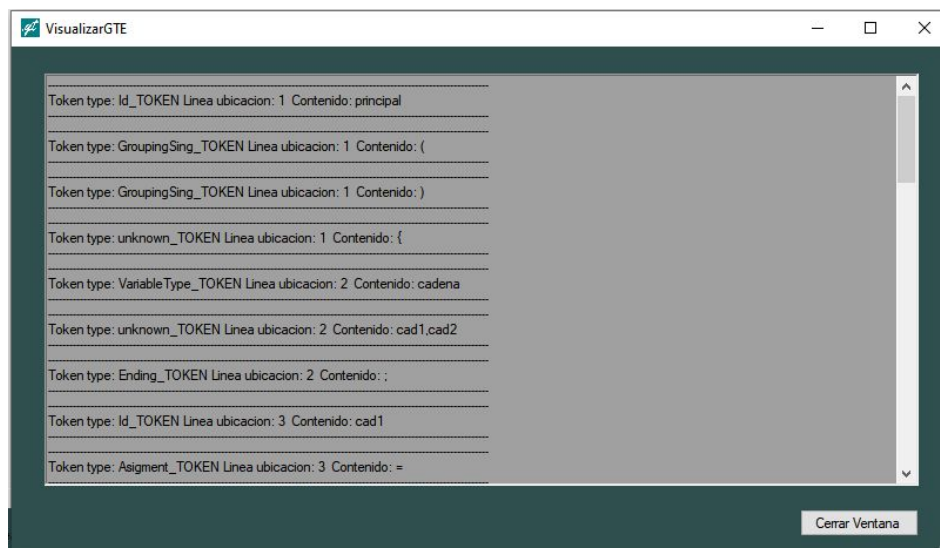 VisualizarGTE
Token type: Id_TOKEN Linea ubicacion: 1 Contenido: principal
Token type: GroupingSing_TOKEN Linea ubicacion: 1 Contenido: (
Token type: GroupingSing_TOKEN Linea ubicacion: 1 Contenido: )
Token type: unknown_TOKEN Linea ubicacion: 1 Contenido: {
Token type: VariableType_TOKEN Linea ubicacion: 2 Contenido: cadena
Token type: unknown_TOKEN Linea ubicacion: 2 Contenido: cad1,cad2
Token type: Ending_TOKEN Linea ubicacion: 2 Contenido: ;
Token type: Id_TOKEN Linea ubicacion: 3 Contenido: cad1
Token type: Asigment_TOKEN Linea ubicacion: 3 Contenido: =
Cerrar Ventana